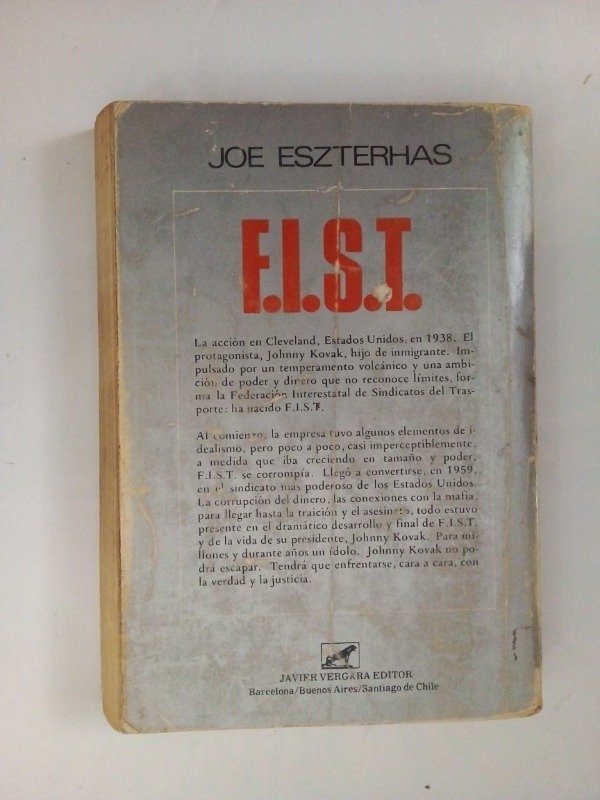 JOE ESZTERHAS
F.I.S.T.
La acción en Cleveland, Estados Unidos, en 1938. El
protagonista, Johnny Kovak, hijo de inmigrante. Im-
pulsado por un temperamento volcánico y una ambi-
ción de poder y dinero que no reconoce límites, for-
ma la Federación Interestatal de Sindicatos del Tras-
porte: ha nacido F.I.S.T.
Al comienzo, la empresa tuvo algunos elementos de i-
dealismo, pero poco a poco, casi imperceptiblemente,
a medida que iba creciendo en tamaño y poder,
F.I.S.T. se corrompía. Llegó a convertirse, en 1959,
en el sindicato más poderoso de los Estados Unidos.
La corrupción del dinero, las conexiones con la mafia,
para llegar hasta la traición y el asesinato, todo estuvo
presente en el dramático desarrollo y final de F.I.S.T.
y de la vida de su presidente, Johnny Kovak. Para mi-
llones y durante años un ídolo. Johnny Kovak no po-
drá escapar. Tendrá que enfrentarse, cara a cara, con
la verdad y la justicia.
JAVIER VERGARA EDITOR
Barcelona/Buenos Aires/Santiago de Chile